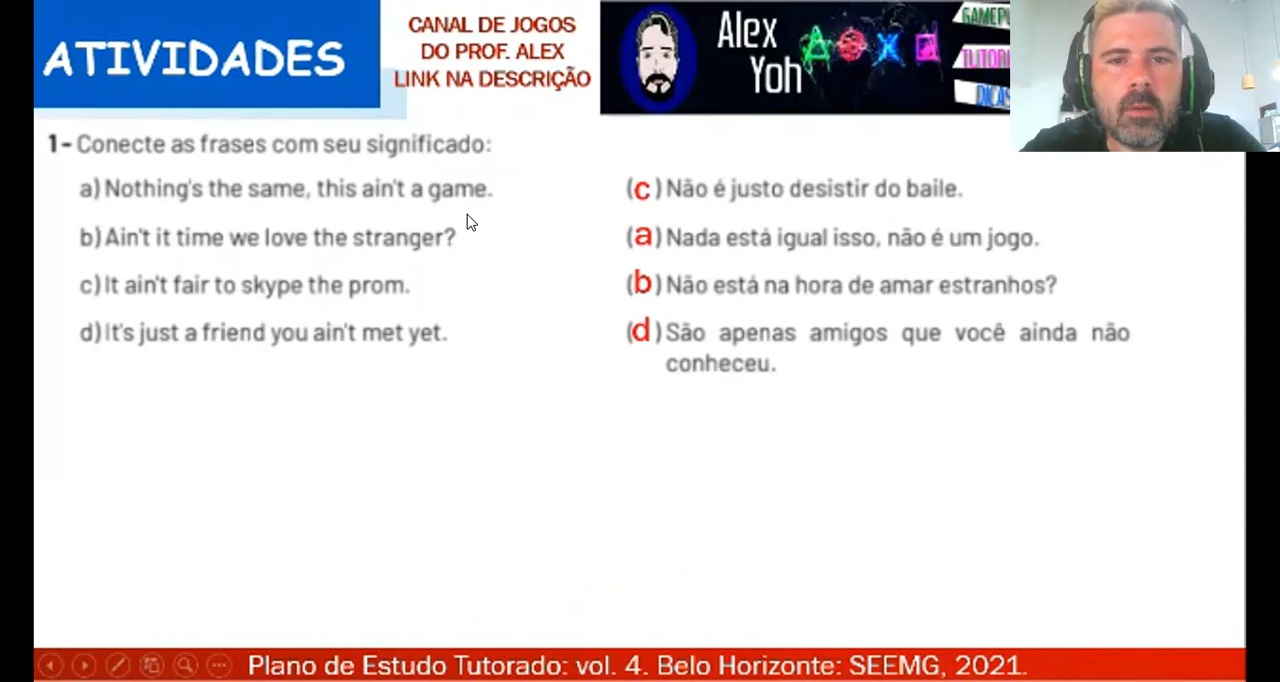 ATIVIDADES
CANAL DE JOGOS
DO PROF. ALEX
LINK NA DESCRIÇÃO
Alex
Yoh
1- Conecte as frases com seu significado:
a) Nothing's the same, this ain't a game.
b) Ain't it time we love the stranger?
c) It ain't fair to skype the prom.
d) It's just a friend you ain't met yet.
(c) Não é justo desistir do baile.
(a) Nada está igual isso, não é um jogo.
(b) Não está na hora de amar estranhos?
(d) São apenas amigos que você ainda não
conheceu.
Plano de Estudo Tutorado: vol. 4. Belo Horizonte: SEEMG, 2021.